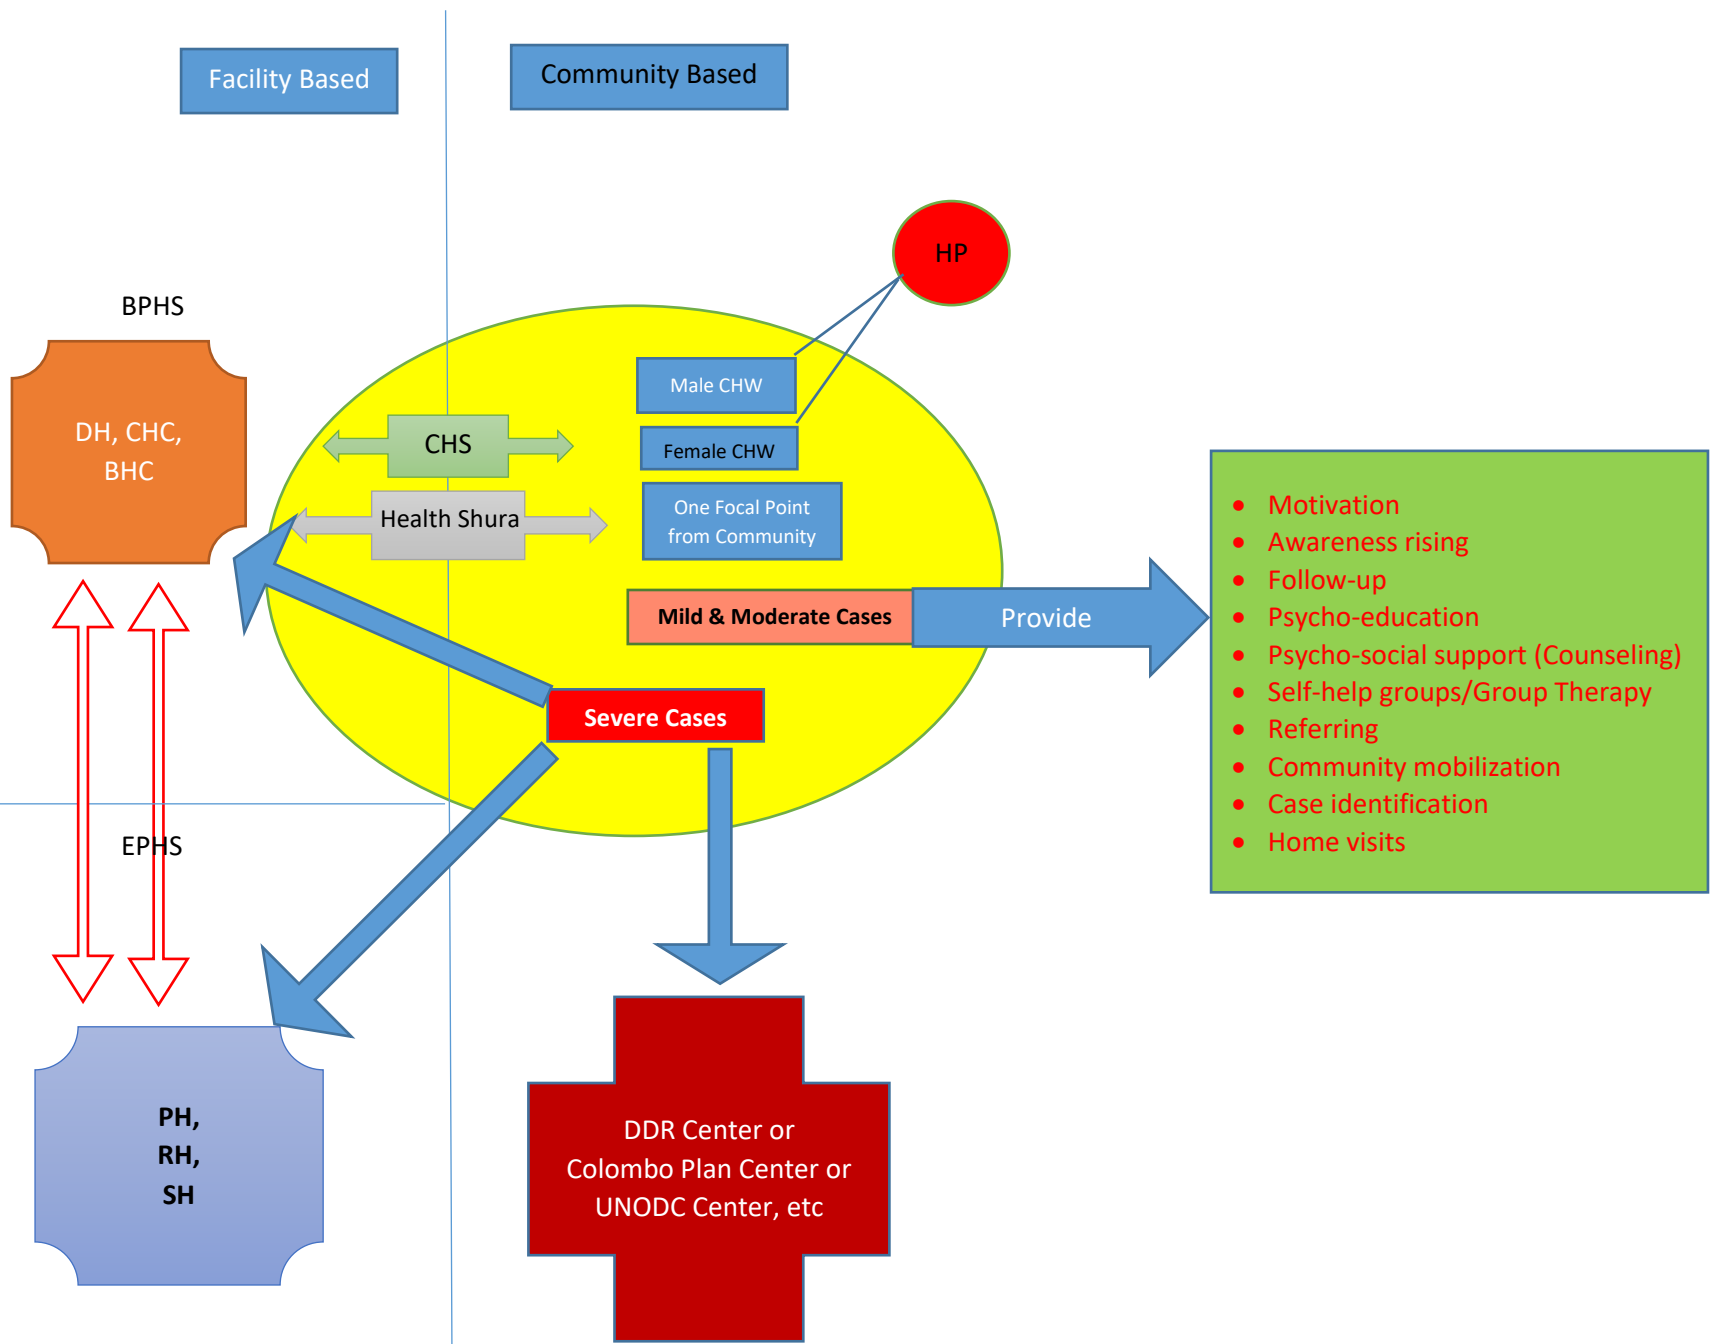 Facility Based
Community Based
HP
BPHS
DH, CHC,
BHC
CHS
Health Shura
Male CHW
Female CHW
One Focal Point
from Community
Mild & Moderate Cases
Provide
Severe Cases
• Motivation
• Awareness rising
• Follow-up
• Psycho-education
• Psycho-social support (Counseling)
• Self-help groups/Group Therapy
• Referring
• Community mobilization
• Case identification
• Home visits
EPHS
PH,
RH,
SH
DDR Center or
Colombo Plan Center or
UNODC Center, etc